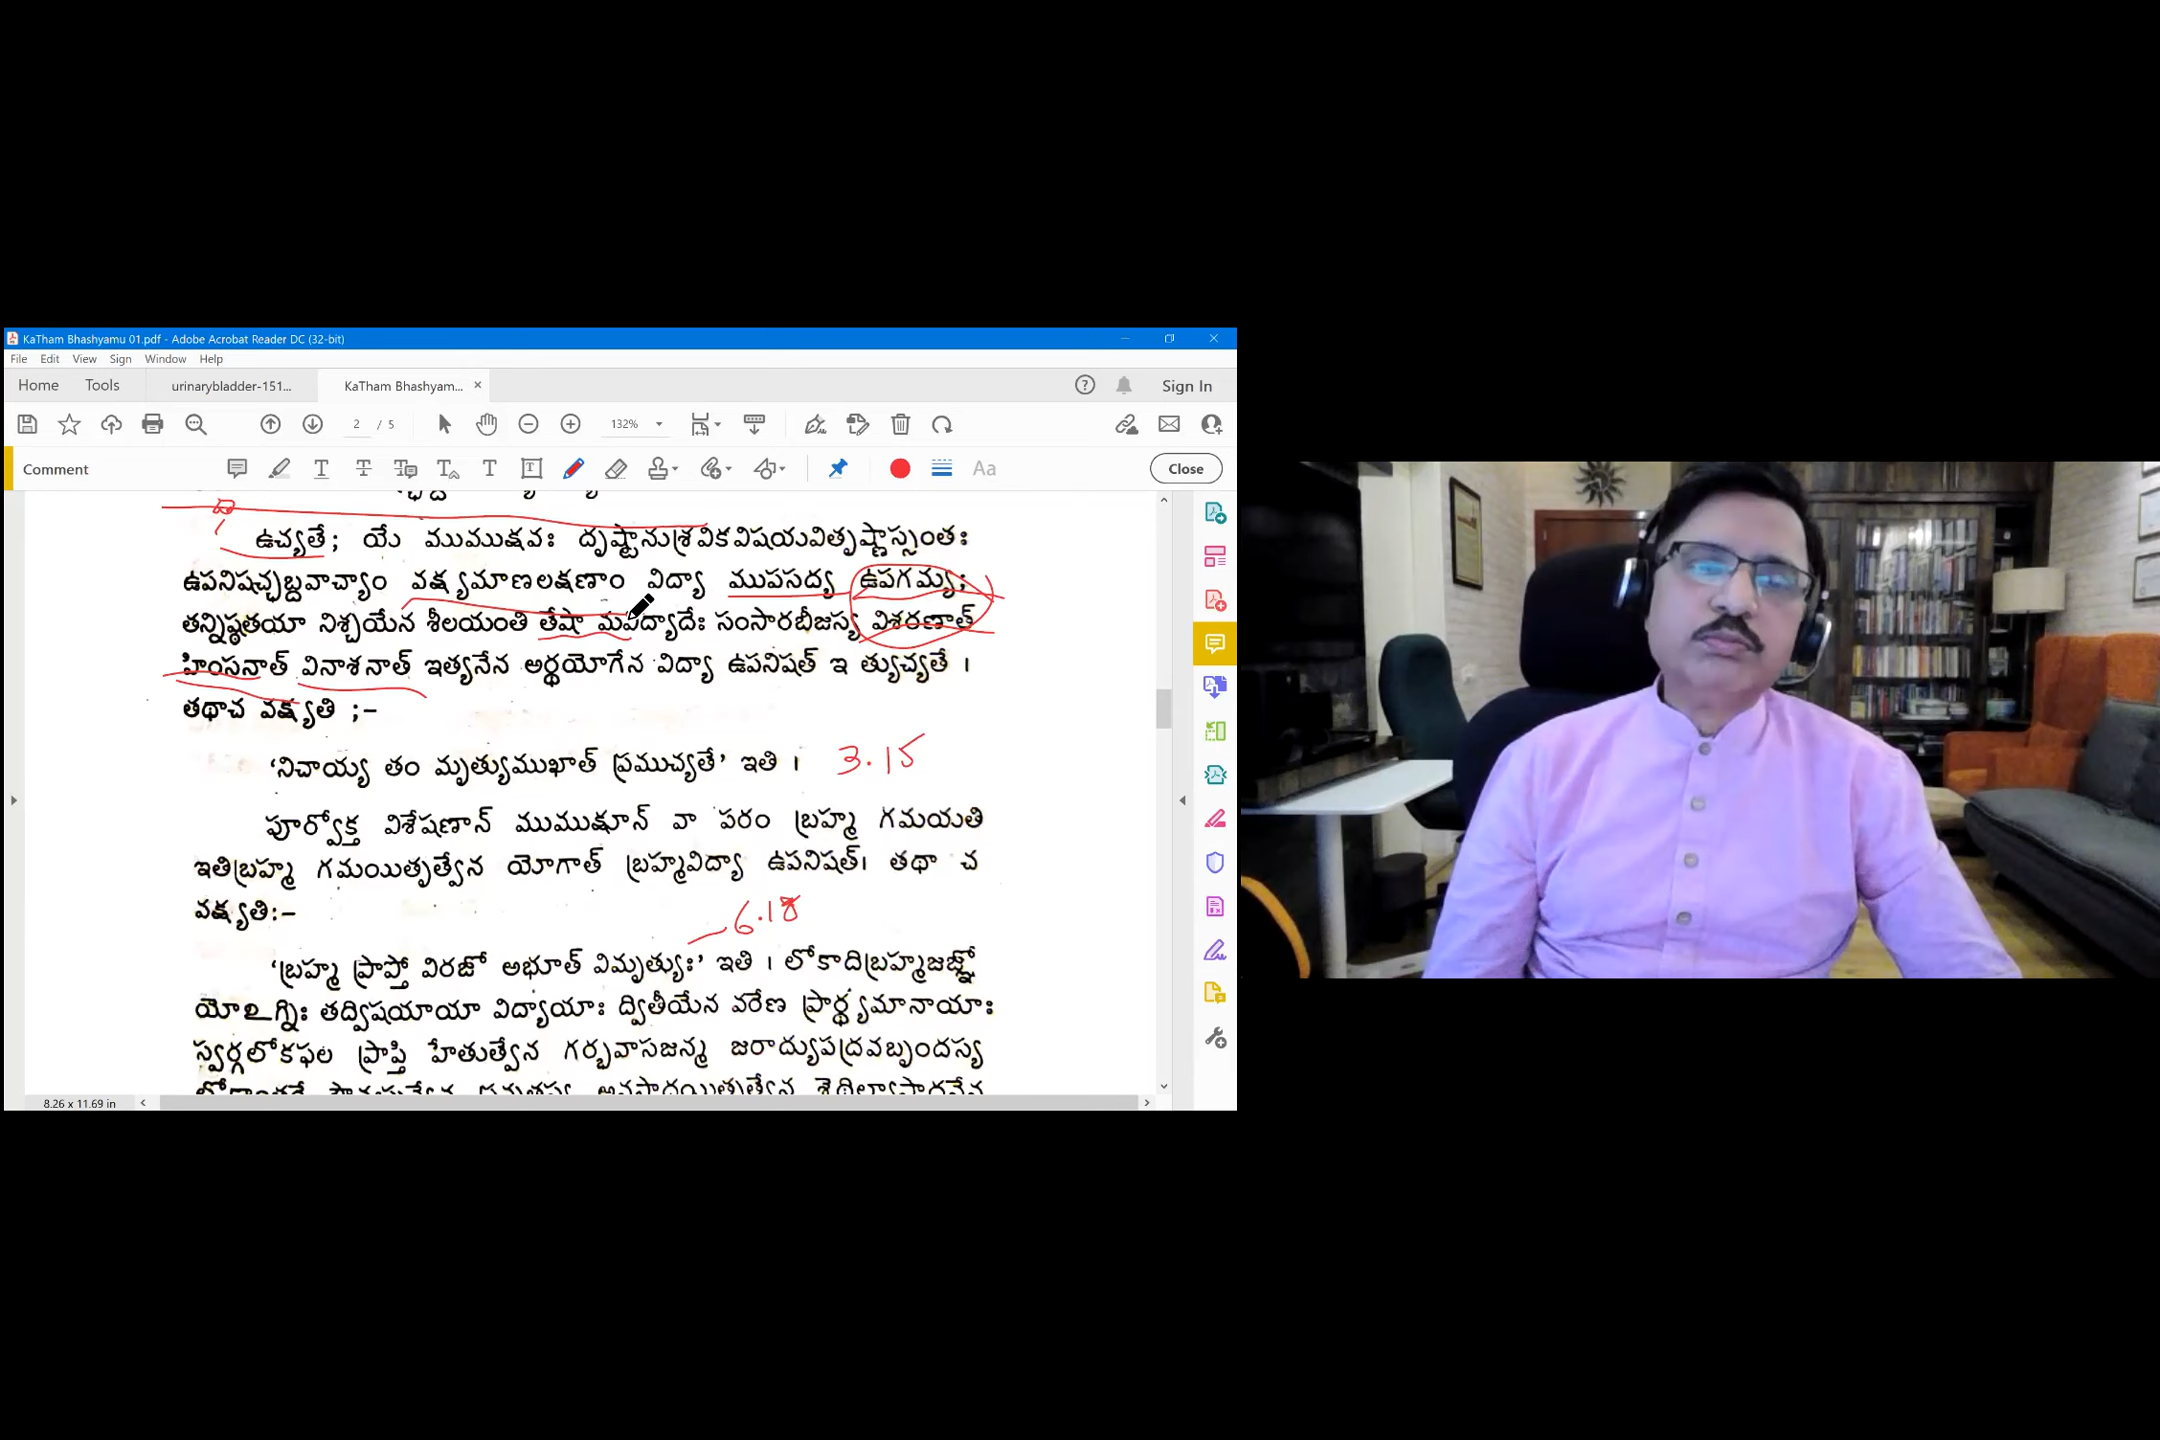 KaTham Bhashyamu 01.pdf - Adobe Acrobat Reader DC (32-bit)
File Edit View Sign Window Help
Home Tools urinarybladder-151... KaTham Bhashyam... × Sign In
2 / 5 132%
Comment Aa Close
ఉచ్యతే; యే ముముక్షవః దృష్టానుశ్రవికవిషయవితృష్ణాస్సంతః
ఉపనిషచ్ఛబ్దవాచ్యాం వక్ష్యమాణలక్షణాం విద్యా ముపసద్య ఉపగమ్య;
తన్నిష్ఠతయా నిశ్చయేన శీలయంతి తేషా మవిద్యాదేః సంసారబీజస్య విశరణాత్
హింసనాత్ వినాశనాత్ ఇత్యనేన అర్థయోగేన విద్యా ఉపనిషత్ ఇ త్యుచ్యతే ।
తథాచ వక్ష్యతి ;-
'నిచాయ్య తం మృత్యుముఖాత్ ప్రముచ్యతే' ఇతి । 3.15
పూర్వోక్త విశేషణాన్ ముముక్షూన్ వా పరం బ్రహ్మ గమయతి
ఇతిబ్రహ్మ గమయితృత్వేన యోగాత్ బ్రహ్మవిద్యా ఉపనిషత్। తథా చ
వక్ష్యతి:-
6.18
'బ్రహ్మ ప్రాప్తో విరజో అభూత్ విమృత్యుః' ఇతి । లోకాదిబ్రహ్మజజ్ఞో
యోఽగ్నిః తద్విషయాయా విద్యాయాః ద్వితీయేన వరేణ ప్రార్థ్యమానాయాః
స్వర్గలోకఫల ప్రాప్తి హేతుత్వేన గర్భవాసజన్మ జరాద్యుపద్రవబృందస్య
8.26 x 11.69 in